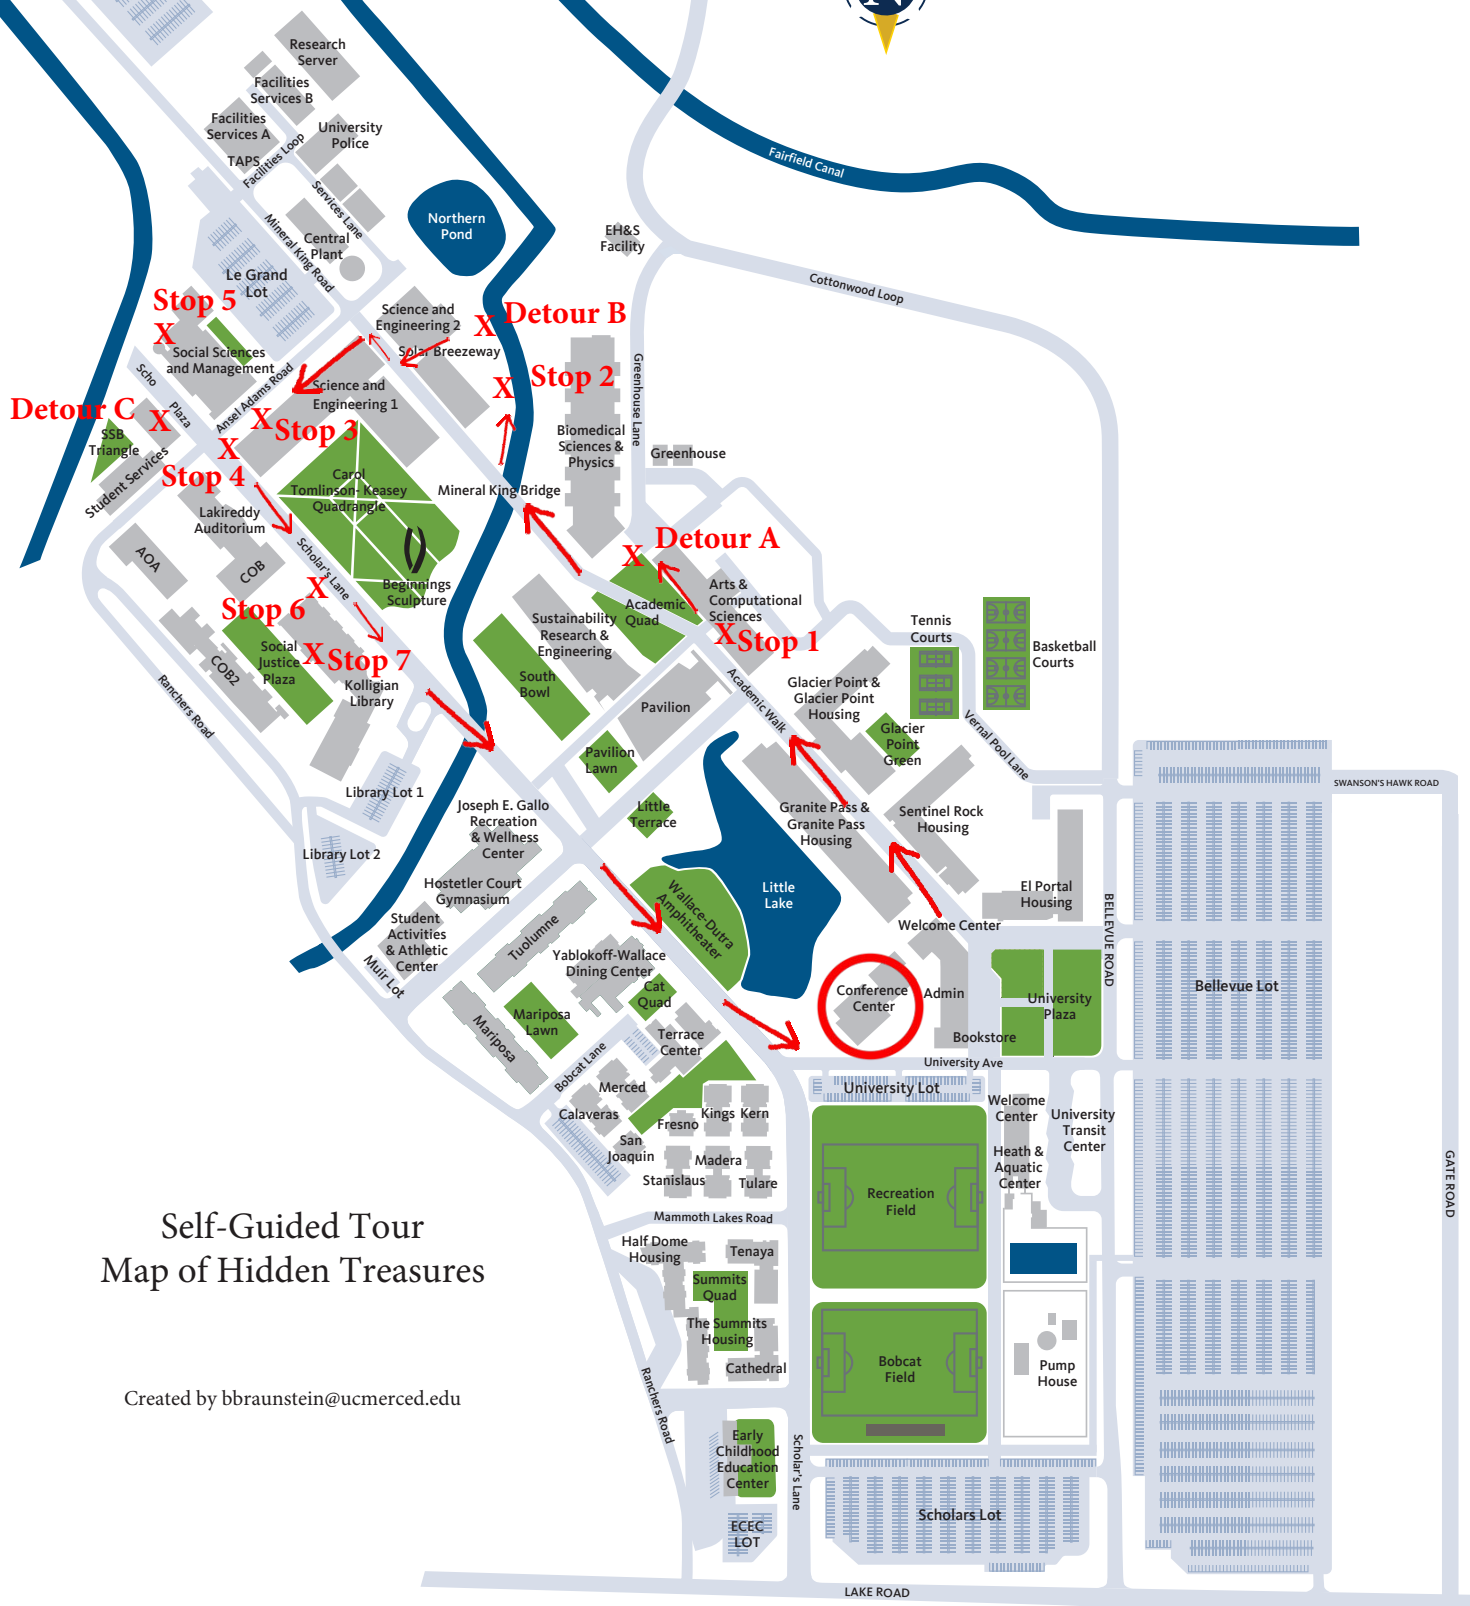 N
Research
Server
Facilities
Services B
Facilities
Services A
University
Police
TAPS
Facilities Loop
Services Lane
Mineral King Road
Central
Plant
Northern
Pond
Fairfield Canal
EH&S
Facility
Cottonwood Loop
Le Grand
Lot
Stop 5
X
Social Sciences
and Management
Science and
Engineering 2
X
Detour B
Solar Breezeway
Scho
Plaza
Ansel Adams Road
Science and
Engineering 1
X
Stop 2
Greenhouse Lane
Detour C
X
SSB
Triangle
Student Services
X
Stop 3
X
Stop 4
Biomedical
Sciences &
Physics
Greenhouse
Carol
Tomlinson- Keasey
Quadrangle
Mineral King Bridge
Lakireddy
Auditorium
AOA
COB
Scholar's Lane
Beginnings
Sculpture
X
Detour A
Arts &
Computational
Sciences
Academic
Quad
X
Stop 1
X
Stop 6
Social
Justice
Plaza
X
Stop 7
COB2
Kolligian
Library
Ranchers Road
Sustainability
Research &
Engineering
South
Bowl
Pavilion
Academic Walk
Tennis
Courts
Basketball
Courts
Glacier Point &
Glacier Point
Housing
Glacier
Point
Green
Vernal Pool Lane
Pavilion
Lawn
Library Lot 1
Library Lot 2
Joseph E. Gallo
Recreation
& Wellness
Center
Little
Terrace
Granite Pass &
Granite Pass
Housing
Sentinel Rock
Housing
SWANSON'S HAWK ROAD
Hostetler Court
Gymnasium
Student
Activities
& Athletic
Center
Muir Lot
Tuolumne
Wallace-Dutra
Amphitheater
Little
Lake
El Portal
Housing
Welcome Center
BELLEVUE ROAD
Yablokoff-Wallace
Dining Center
Cat
Quad
Conference
Center
Admin
University
Plaza
Bellevue Lot
Bookstore
University Ave
Mariposa
Mariposa
Lawn
Terrace
Center
Bobcat Lane
Merced
Calaveras
San
Joaquin
Fresno
Kings
Kern
Madera
Stanislaus
Tulare
University Lot
Welcome
Center
University
Transit
Center
Heath &
Aquatic
Center
GATE ROAD
Recreation
Field
Mammoth Lakes Road
Half Dome
Housing
Tenaya
Summits
Quad
The Summits
Housing
Cathedral
Bobcat
Field
Pump
House
Ranchers Road
Early
Childhood
Education
Center
Scholar's Lane
ECEC
LOT
Scholars Lot
LAKE ROAD
Self-Guided Tour
Map of Hidden Treasures
Created by bbraunstein@ucmerced.edu